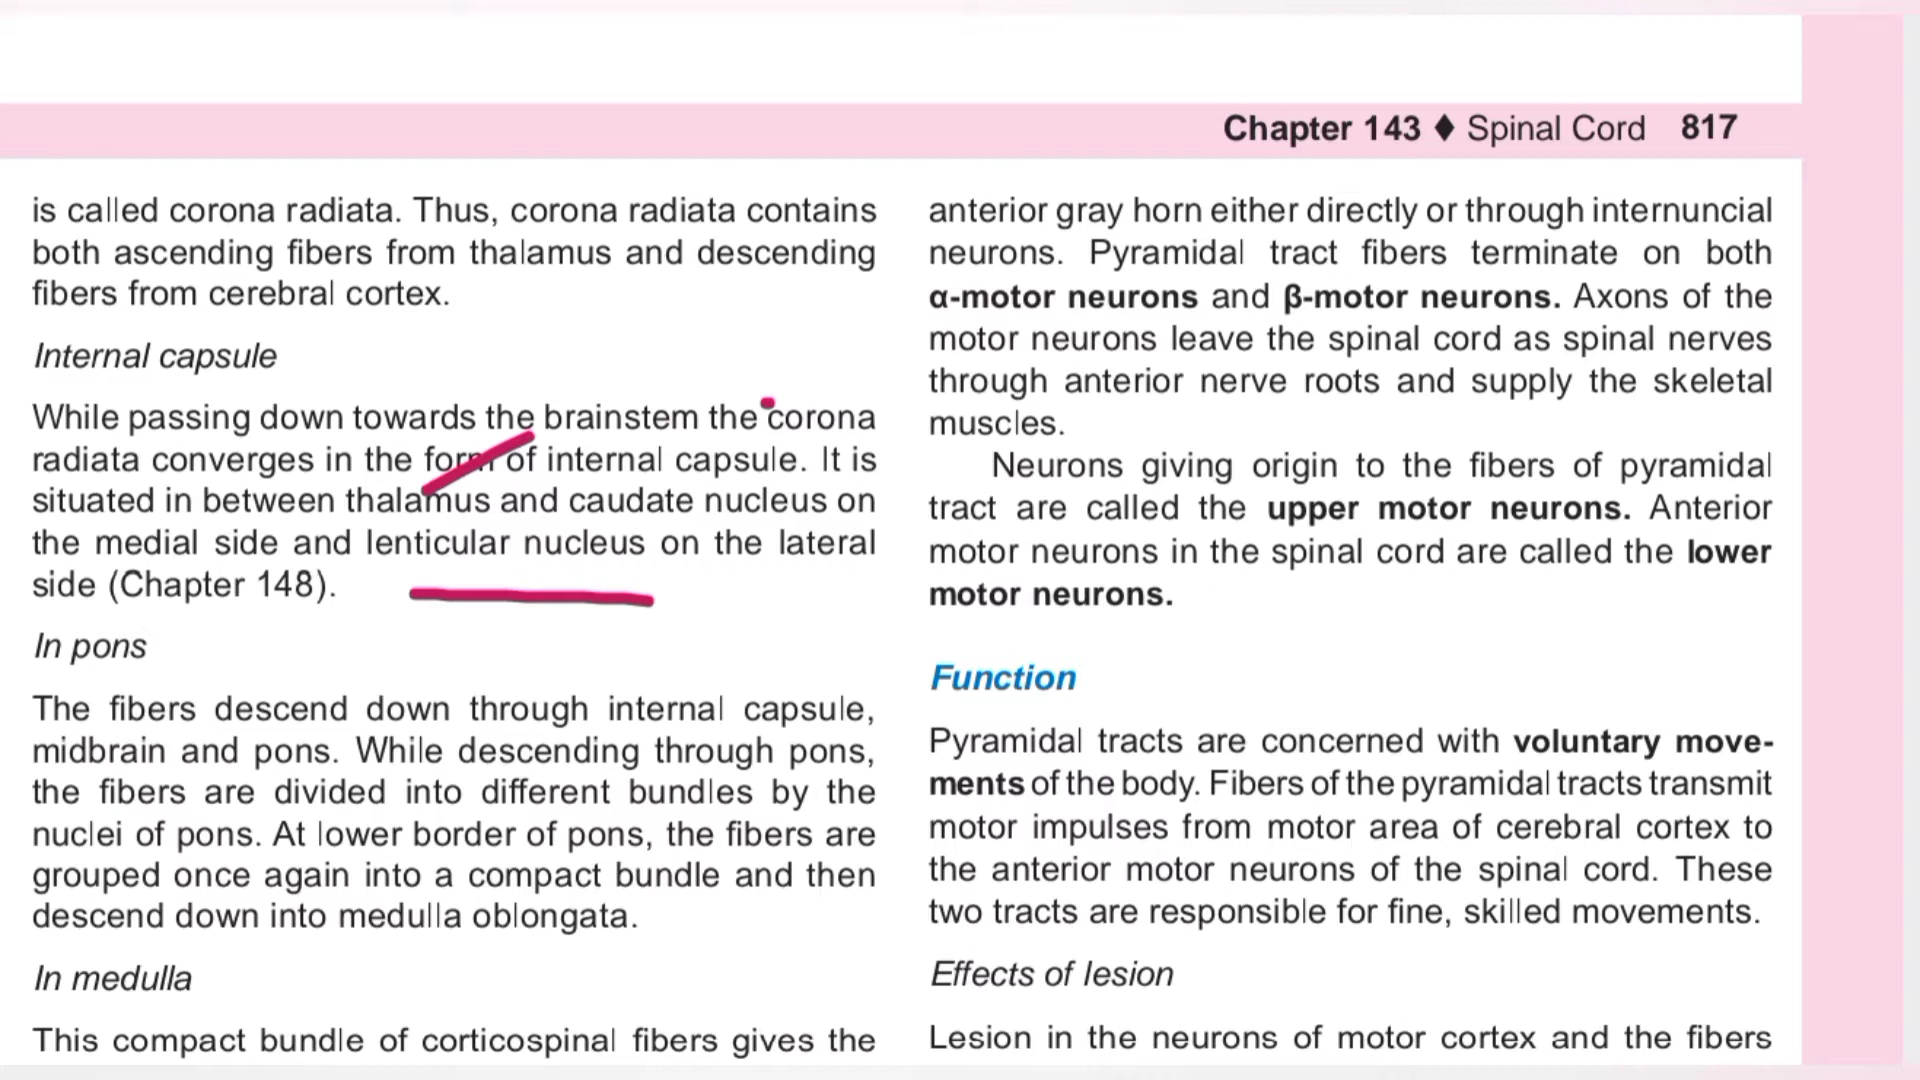 Chapter 143 ♦ Spinal Cord 817
is called corona radiata. Thus, corona radiata contains
both ascending fibers from thalamus and descending
fibers from cerebral cortex.
Internal capsule
While passing down towards the brainstem the corona
radiata converges in the form of internal capsule. It is
situated in between thalamus and caudate nucleus on
the medial side and lenticular nucleus on the lateral
side (Chapter 148).
In pons
The fibers descend down through internal capsule,
midbrain and pons. While descending through pons,
the fibers are divided into different bundles by the
nuclei of pons. At lower border of pons, the fibers are
grouped once again into a compact bundle and then
descend down into medulla oblongata.
In medulla
This compact bundle of corticospinal fibers gives the
anterior gray horn either directly or through internuncial
neurons. Pyramidal tract fibers terminate on both
α-motor neurons and β-motor neurons. Axons of the
motor neurons leave the spinal cord as spinal nerves
through anterior nerve roots and supply the skeletal
muscles.
Neurons giving origin to the fibers of pyramidal
tract are called the upper motor neurons. Anterior
motor neurons in the spinal cord are called the lower
motor neurons.
Function
Pyramidal tracts are concerned with voluntary move-
ments of the body. Fibers of the pyramidal tracts transmit
motor impulses from motor area of cerebral cortex to
the anterior motor neurons of the spinal cord. These
two tracts are responsible for fine, skilled movements.
Effects of lesion
Lesion in the neurons of motor cortex and the fibers